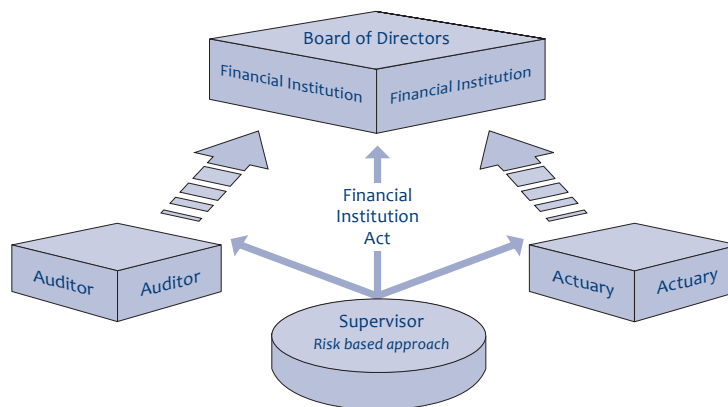 Board of Directors
Financial Institution
Financial Institution
Financial
Institution
Act
Auditor
Auditor
Actuary
Actuary
Supervisor
Risk based approach